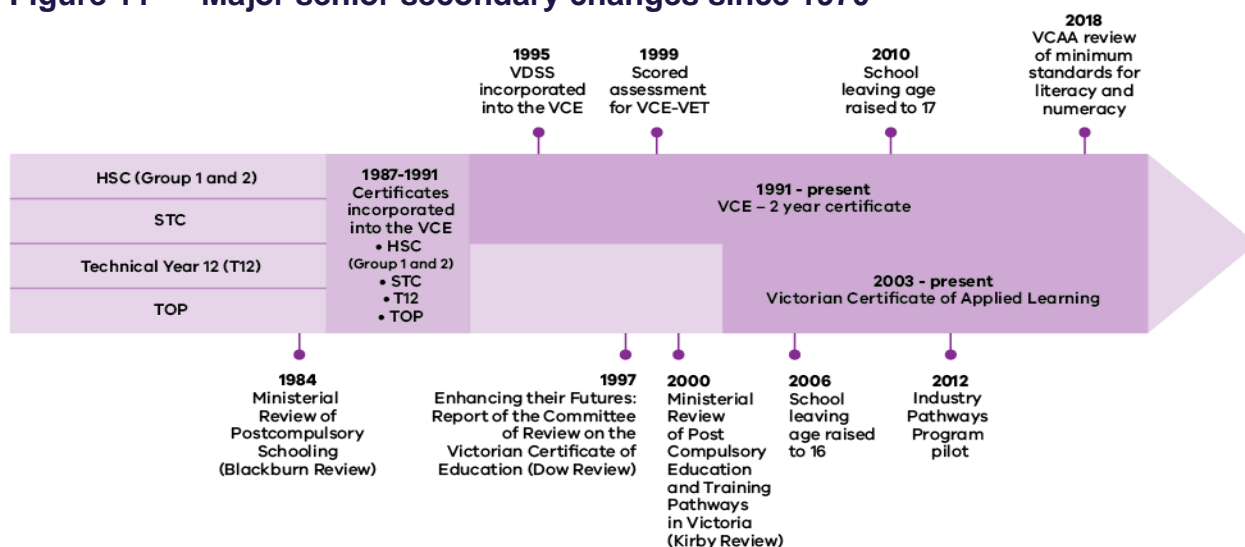 Major senior secondary changes since 1970
1995
VDSS
incorporated
into the VCE
1999
Scored
assessment
for VCE-VET
2010
School
leaving age
raised to 17
2018
VCAA review
of minimum
standards for
literacy and
numeracy
HSC (Group 1 and 2)
STC
Technical Year 12 (T12)
TOP
1987-1991
Certificates
incorporated
into the VCE
• HSC
(Group 1 and 2)
• STC
• T12
• TOP
1991 - present
VCE – 2 year certificate
2003 - present
Victorian Certificate of Applied Learning
1984
Ministerial
Review of
Postcompulsory
Schooling
(Blackburn Review)
1997
Enhancing their Futures:
Report of the Committee
of Review on the
Victorian Certificate of
Education (Dow Review)
2000
Ministerial
Review
of Post
Compulsory
Education
and Training
Pathways
in Victoria
(Kirby Review)
2006
School
leaving
age raised
to 16
2012
Industry
Pathways
Program
pilot